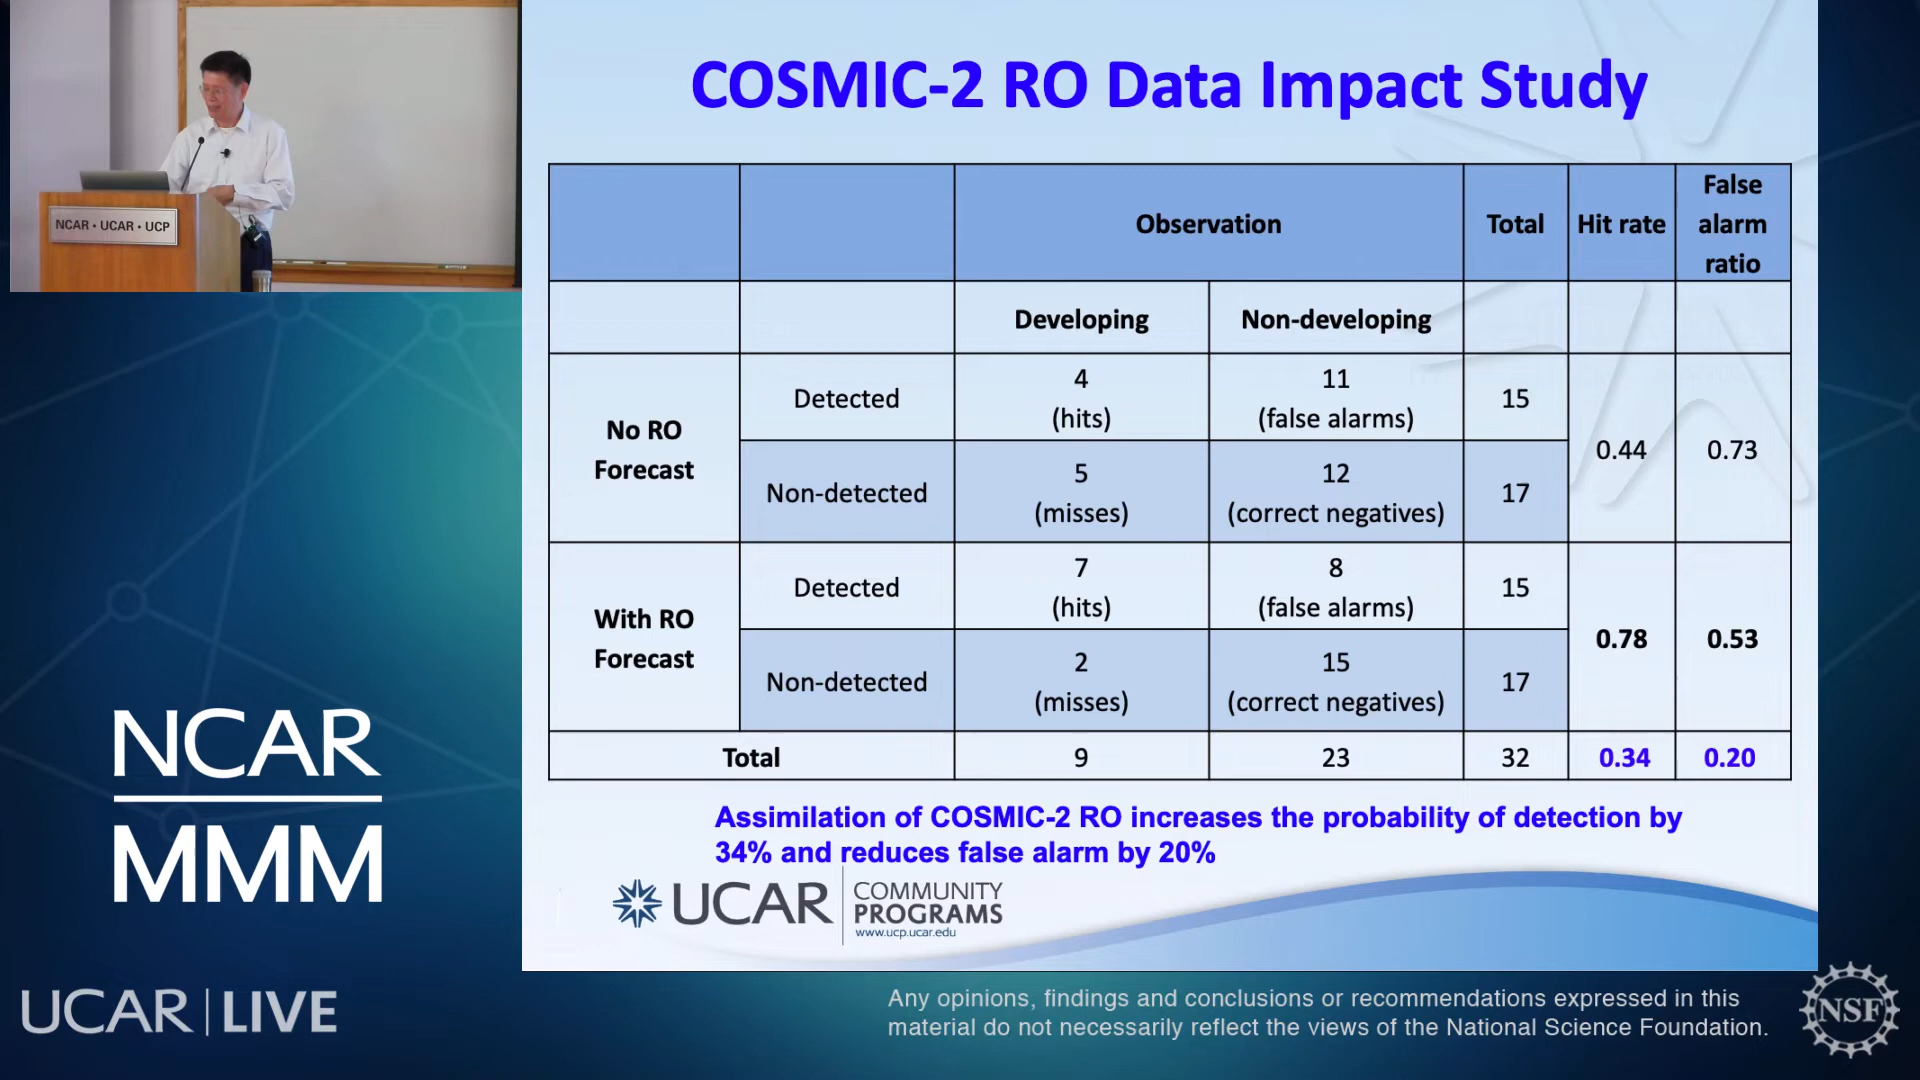 NCAR • UCAR • UCP
COSMIC-2 RO Data Impact Study
Observation
Total
Hit rate
False
alarm
ratio
Developing
Non-developing
No RO
Forecast
Detected
4
(hits)
11
(false alarms)
15
0.44
0.73
Non-detected
5
(misses)
12
(correct negatives)
17
With RO
Forecast
Detected
7
(hits)
8
(false alarms)
15
0.78
0.53
Non-detected
2
(misses)
15
(correct negatives)
17
Total
9
23
32
0.34
0.20
Assimilation of COSMIC-2 RO increases the probability of detection by
34% and reduces false alarm by 20%
UCAR
COMMUNITY
PROGRAMS
www.ucp.ucar.edu
NCAR
MMM
UCAR | LIVE
Any opinions, findings and conclusions or recommendations expressed in this
material do not necessarily reflect the views of the National Science Foundation.
NSF